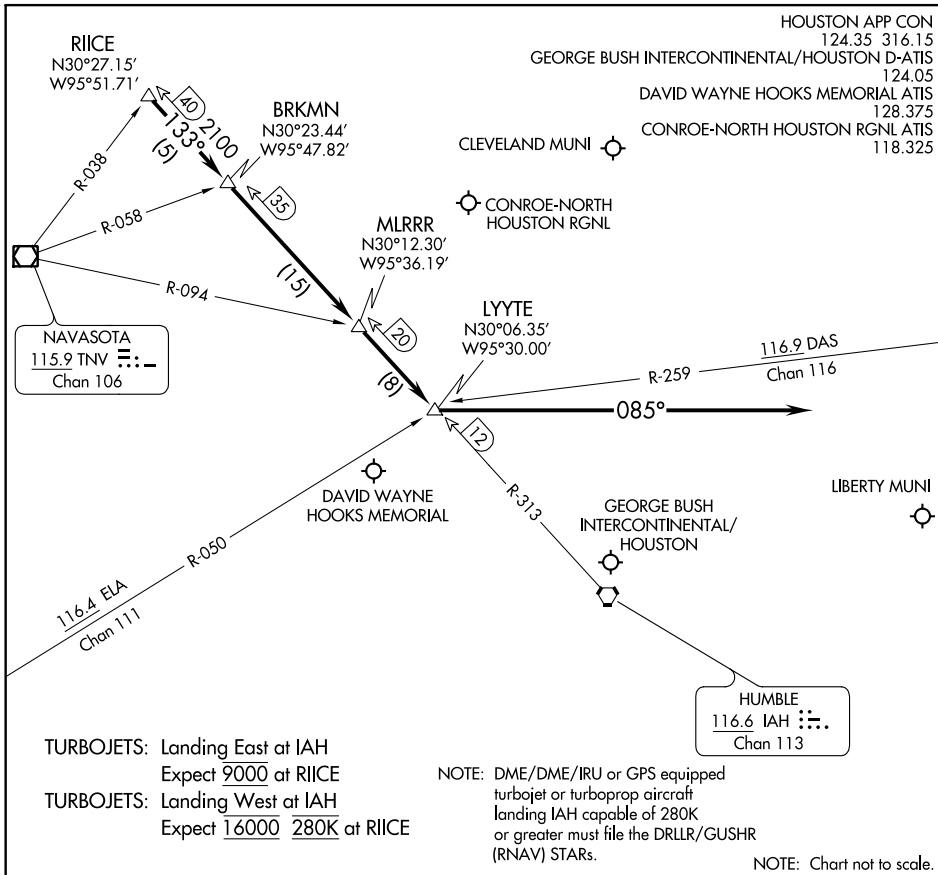 HOUSTON APP CON
124.35 316.15
GEORGE BUSH INTERCONTINENTAL/HOUSTON D-ATIS
124.05
DAVID WAYNE HOOKS MEMORIAL ATIS
128.375
CONROE-NORTH HOUSTON RGNL ATIS
118.325
RIICE
N30°27.15'
W95°51.71'
40
2100
133°
(5)
BRKMN
N30°23.44'
W95°47.82'
35
CLEVELAND MUNI
CONROE-NORTH
HOUSTON RGNL
R-038
R-058
R-094
(15)
MLRRR
N30°12.30'
W95°36.19'
20
(8)
NAVASOTA
115.9 TNV
Chan 106
LYYTE
N30°06.35'
W95°30.00'
116.9 DAS
Chan 116
R-259
085°
12
R-313
DAVID WAYNE
HOOKS MEMORIAL
GEORGE BUSH
INTERCONTINENTAL/
HOUSTON
LIBERTY MUNI
R-050
116.4 ELA
Chan 111
HUMBLE
116.6 IAH
Chan 113
TURBOJETS: Landing East at IAH
Expect 9000 at RIICE
TURBOJETS: Landing West at IAH
Expect 16000 280K at RIICE
NOTE: DME/DME/IRU or GPS equipped
turbojet or turboprop aircraft
landing IAH capable of 280K
or greater must file the DRLLR/GUSHR
(RNAV) STARs.
NOTE: Chart not to scale.